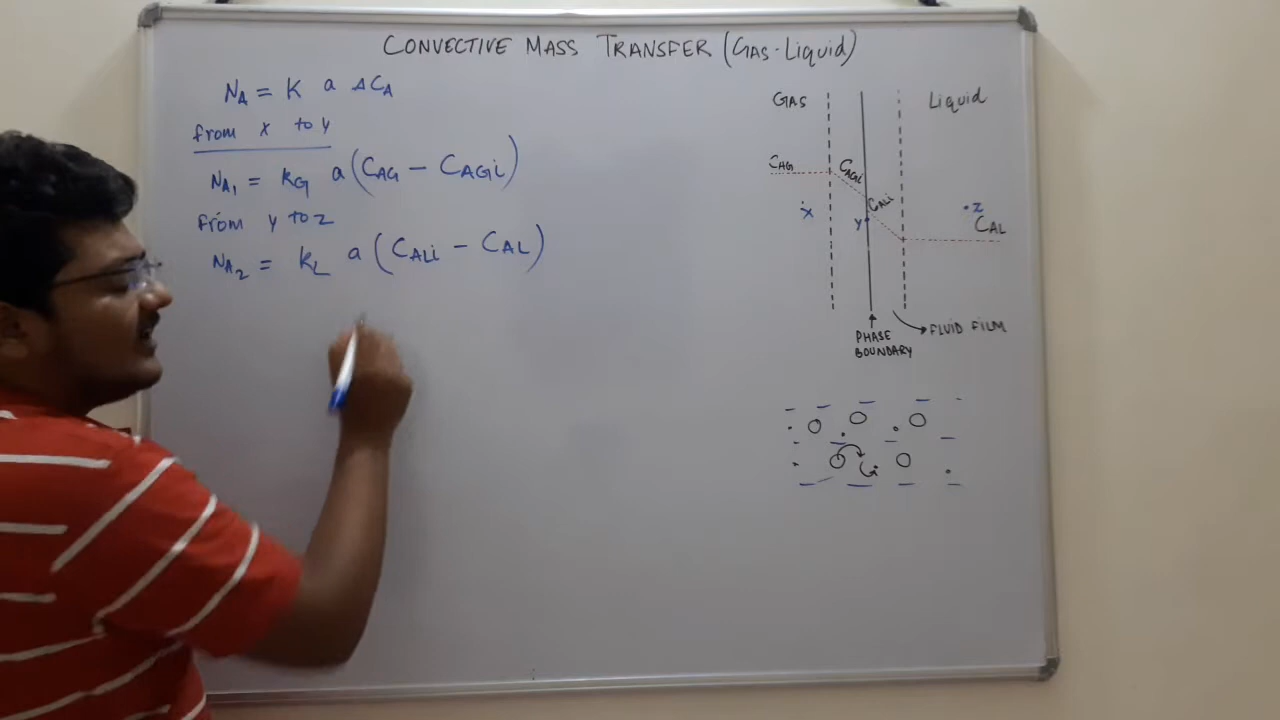 CONVECTIVE MASS TRANSFER (GAS-LIQUID)
NA = K a ΔCA
from x to y
NA1 = kG a (CAG − CAGi)
from y to z
NA2 = kL a (CALi − CAL)
GAS
Liquid
CAG
CAGi
CALi
x
y
z
CAL
FLUID FILM
PHASE
BOUNDARY